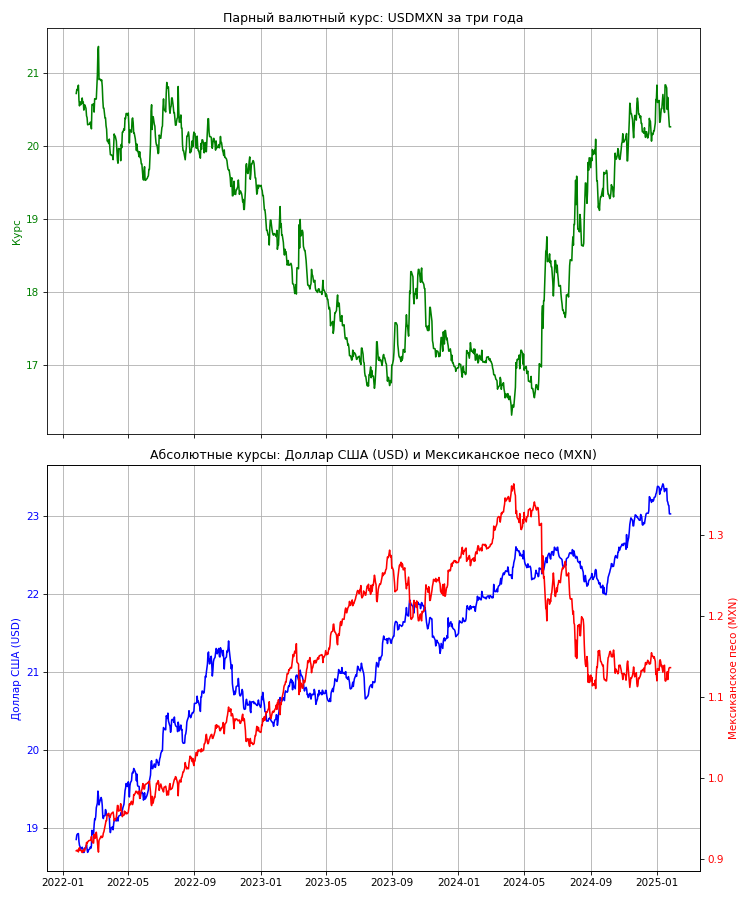 Парный валютный курс: USDMXN за три года
21
20
19
18
17
Курс
Абсолютные курсы: Доллар США (USD) и Мексиканское песо (MXN)
23
22
21
20
19
Доллар США (USD)
1.3
1.2
1.1
1.0
0.9
Мексиканское песо (MXN)
2022-01 2022-05 2022-09 2023-01 2023-05 2023-09 2024-01 2024-05 2024-09 2025-01